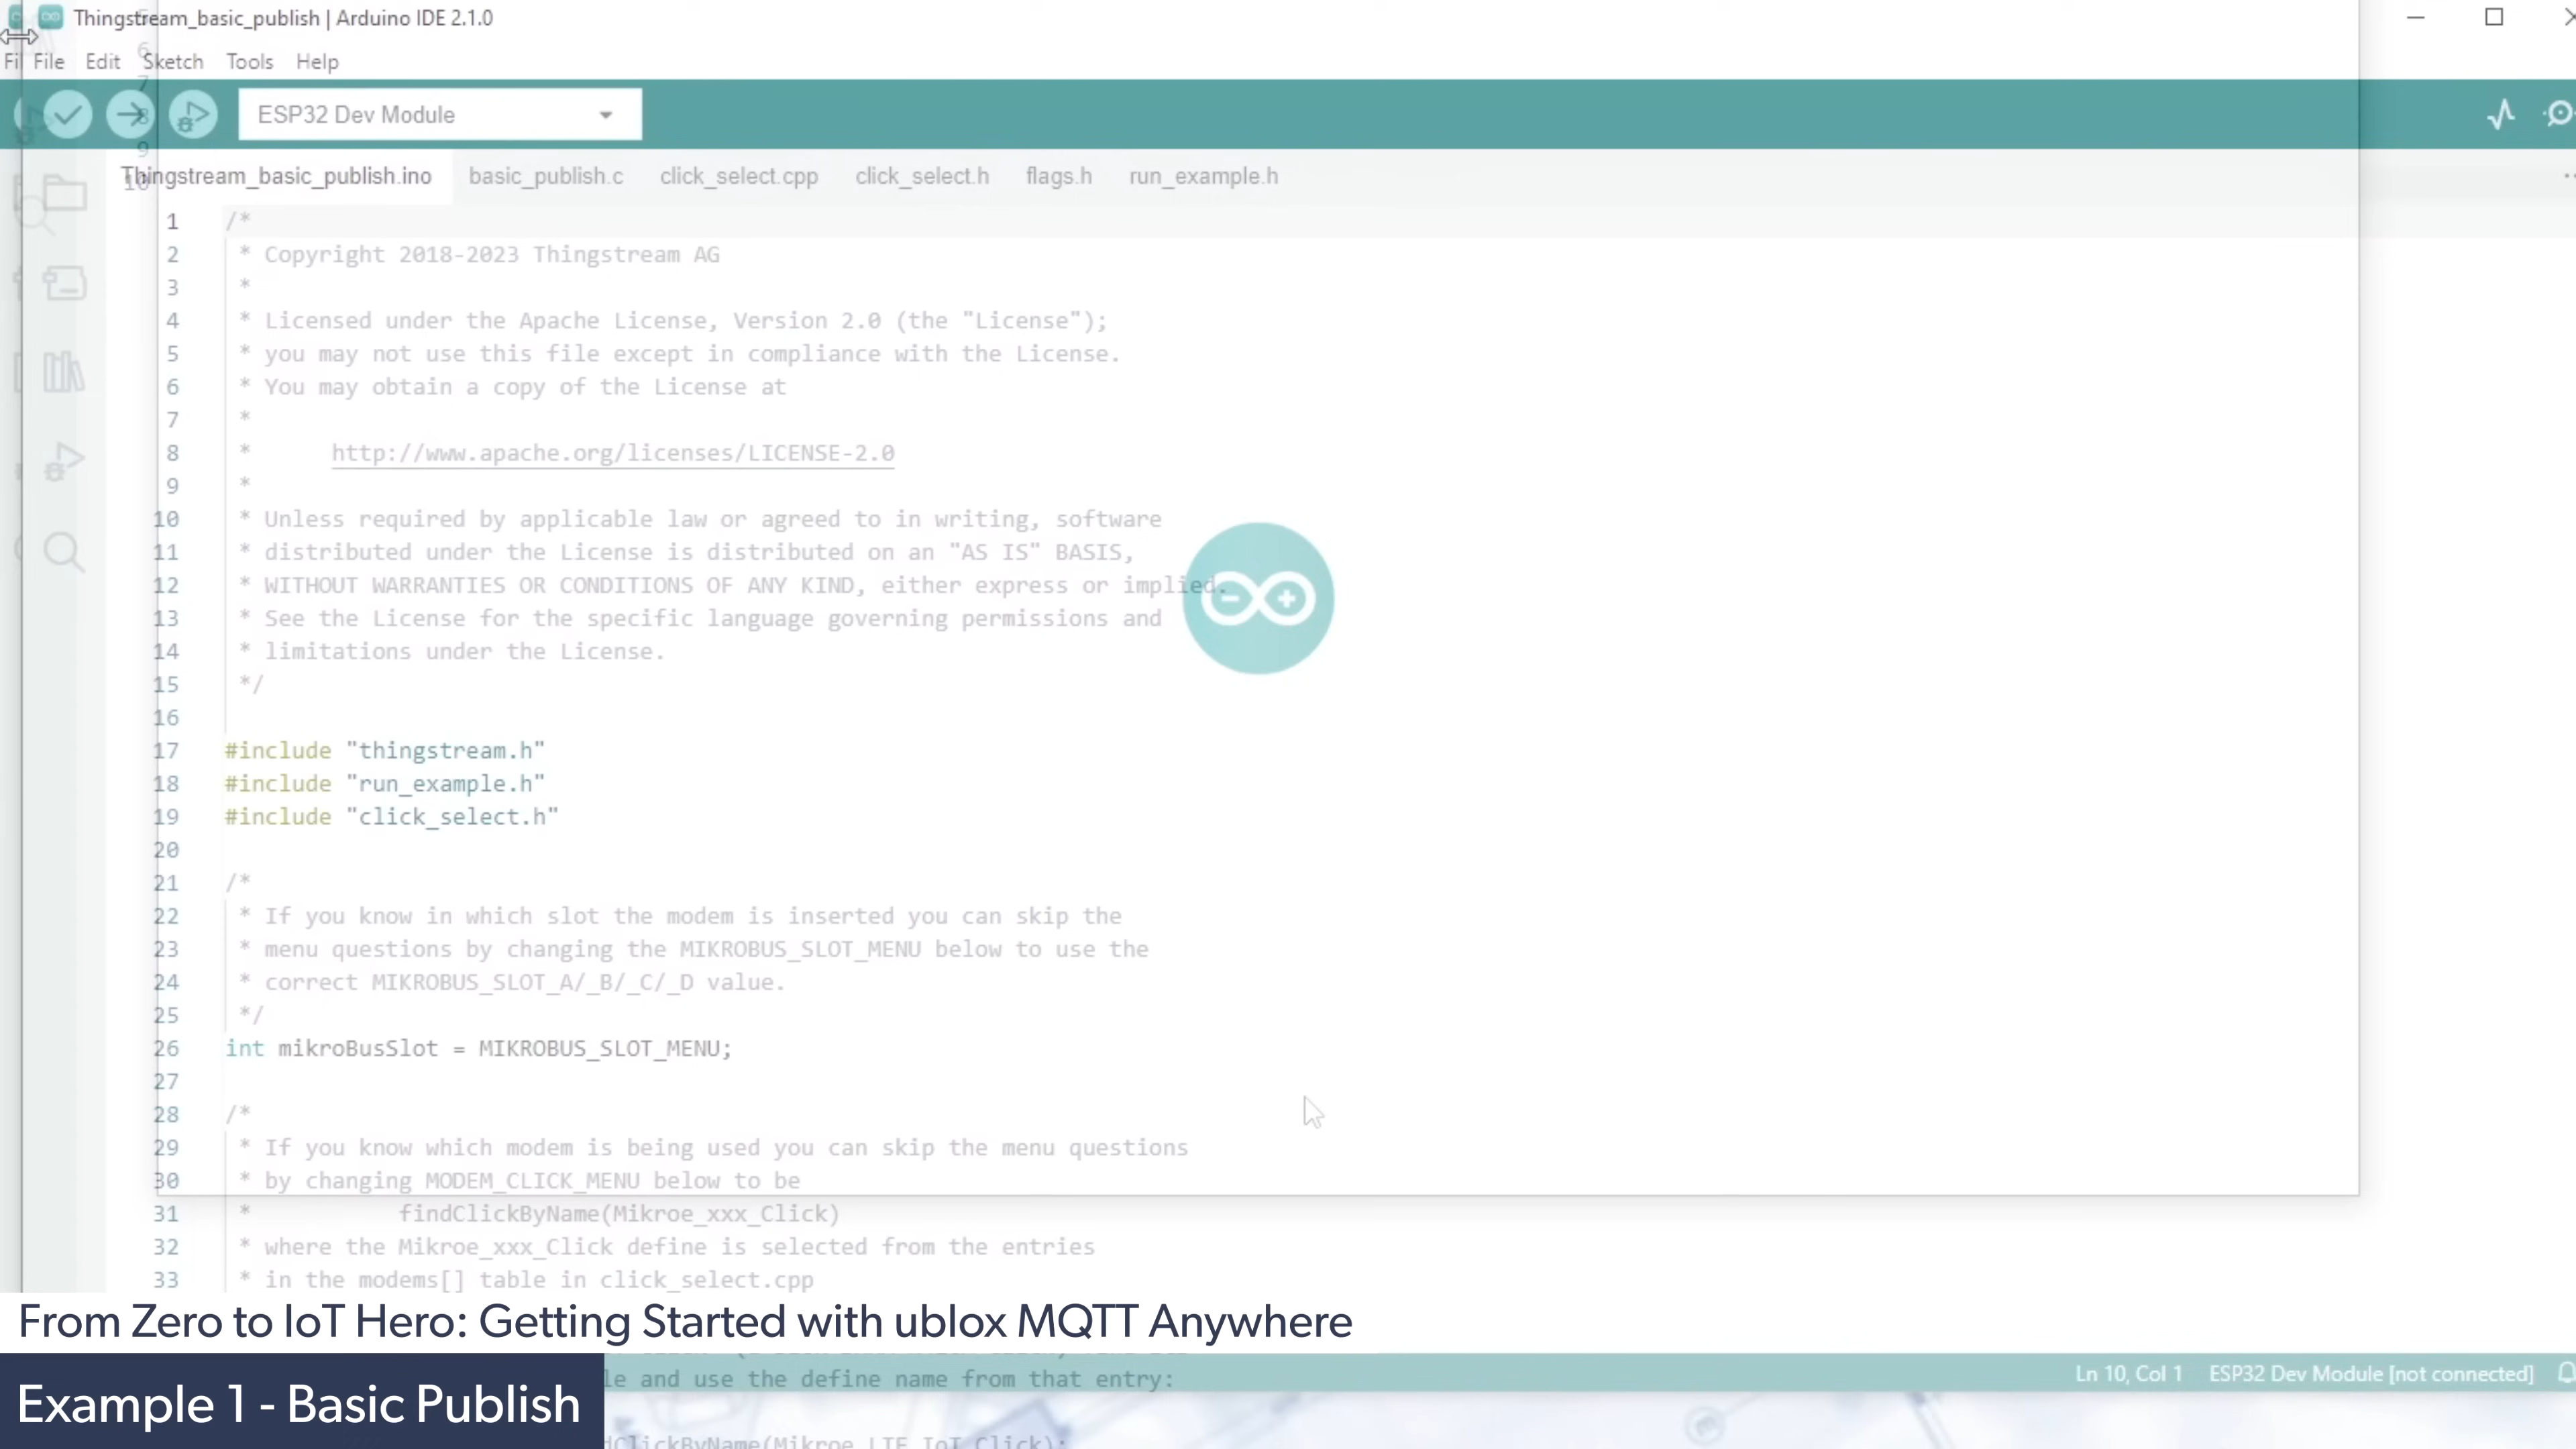 Thingstream_basic_publish | Arduino IDE 2.1.0
File Edit Sketch Tools Help
ESP32 Dev Module
Thingstream_basic_publish.ino basic_publish.c click_select.cpp click_select.h flags.h run_example.h
1 /*
2 * Copyright 2018-2023 Thingstream AG
3 *
4 * Licensed under the Apache License, Version 2.0 (the "License");
5 * you may not use this file except in compliance with the License.
6 * You may obtain a copy of the License at
7 *
8 * http://www.apache.org/licenses/LICENSE-2.0
9 *
10 * Unless required by applicable law or agreed to in writing, software
11 * distributed under the License is distributed on an "AS IS" BASIS,
12 * WITHOUT WARRANTIES OR CONDITIONS OF ANY KIND, either express or implied.
13 * See the License for the specific language governing permissions and
14 * limitations under the License.
15 */
16
17 #include "thingstream.h"
18 #include "run_example.h"
19 #include "click_select.h"
20
21 /*
22 * If you know in which slot the modem is inserted you can skip the
23 * menu questions by changing the MIKROBUS_SLOT_MENU below to use the
24 * correct MIKROBUS_SLOT_A/_B/_C/_D value.
25 */
26 int mikroBusSlot = MIKROBUS_SLOT_MENU;
27
28 /*
29 * If you know which modem is being used you can skip the menu questions
30 * by changing MODEM_CLICK_MENU below to be
31 * findClickByName(Mikroe_xxx_Click)
32 * where the Mikroe_xxx_Click define is selected from the entries
33 * in the modems[] table in click_select.cpp
From Zero to IoT Hero: Getting Started with ublox MQTT Anywhere
le and use the define name from that entry:
Ln 10, Col 1 ESP32 Dev Module [not connected]
Example 1 - Basic Publish
dClickByName(Mikroe_LTE_IoT_Click);